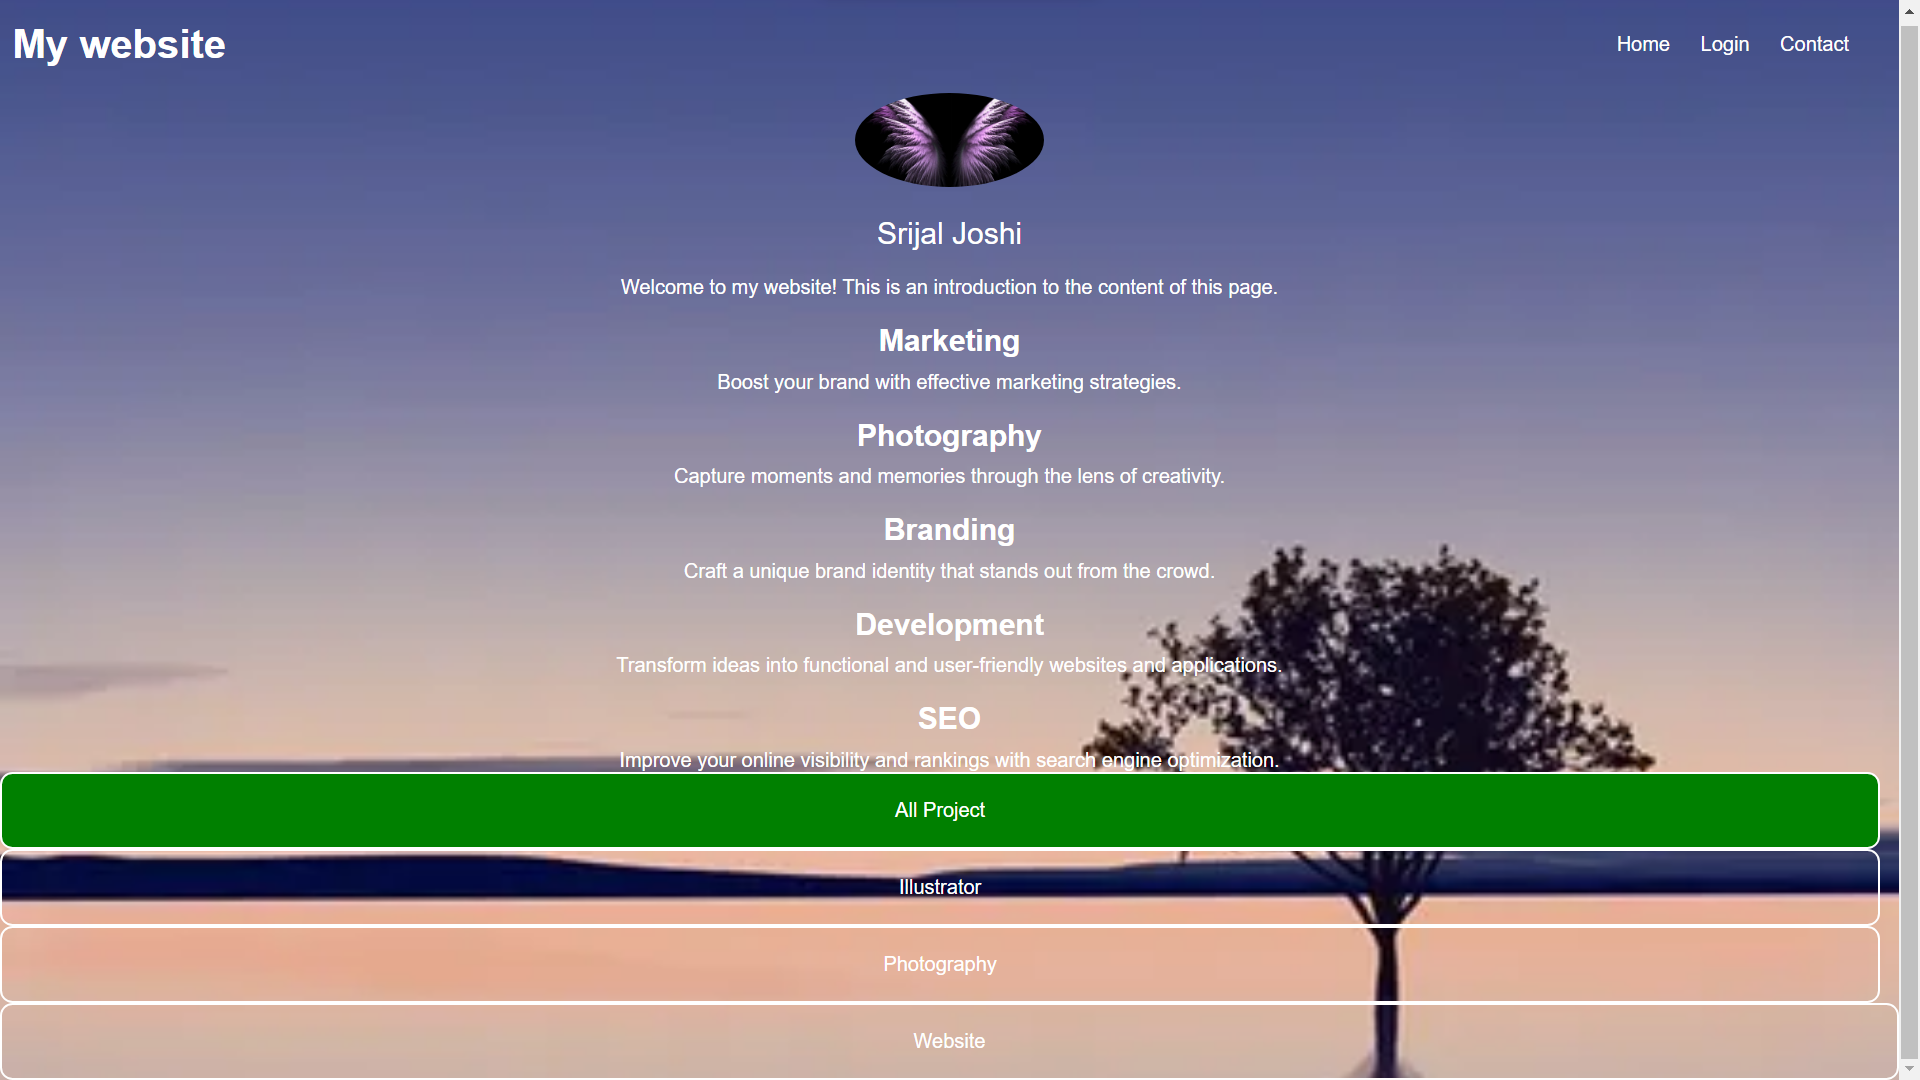 My website
Home Login Contact
Srijal Joshi
Welcome to my website! This is an introduction to the content of this page.
Marketing
Boost your brand with effective marketing strategies.
Photography
Capture moments and memories through the lens of creativity.
Branding
Craft a unique brand identity that stands out from the crowd.
Development
Transform ideas into functional and user-friendly websites and applications.
SEO
Improve your online visibility and rankings with search engine optimization.
All Project
Illustrator
Photography
Website